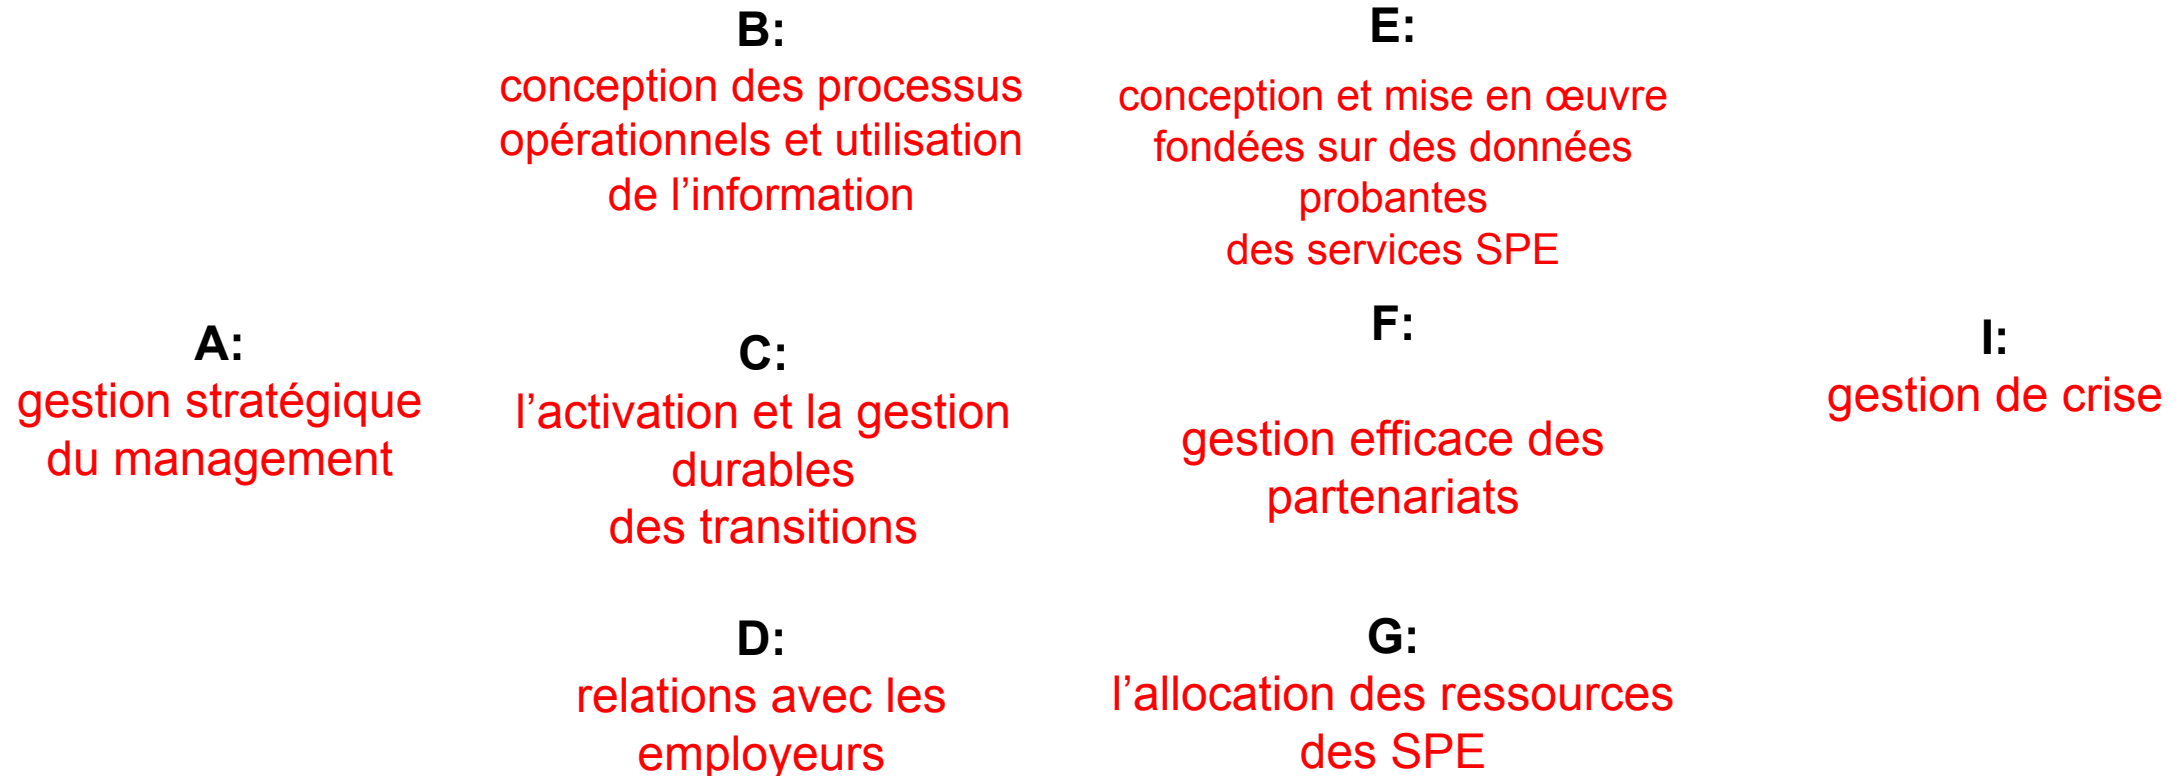 A:
gestion stratégique
du management
B:
conception des processus
opérationnels et utilisation
de l’information
C:
l’activation et la gestion
durables
des transitions
D:
relations avec les
employeurs
E:
conception et mise en œuvre
fondées sur des données
probantes
des services SPE
F:
gestion efficace des
partenariats
G:
l’allocation des ressources
des SPE
I:
gestion de crise